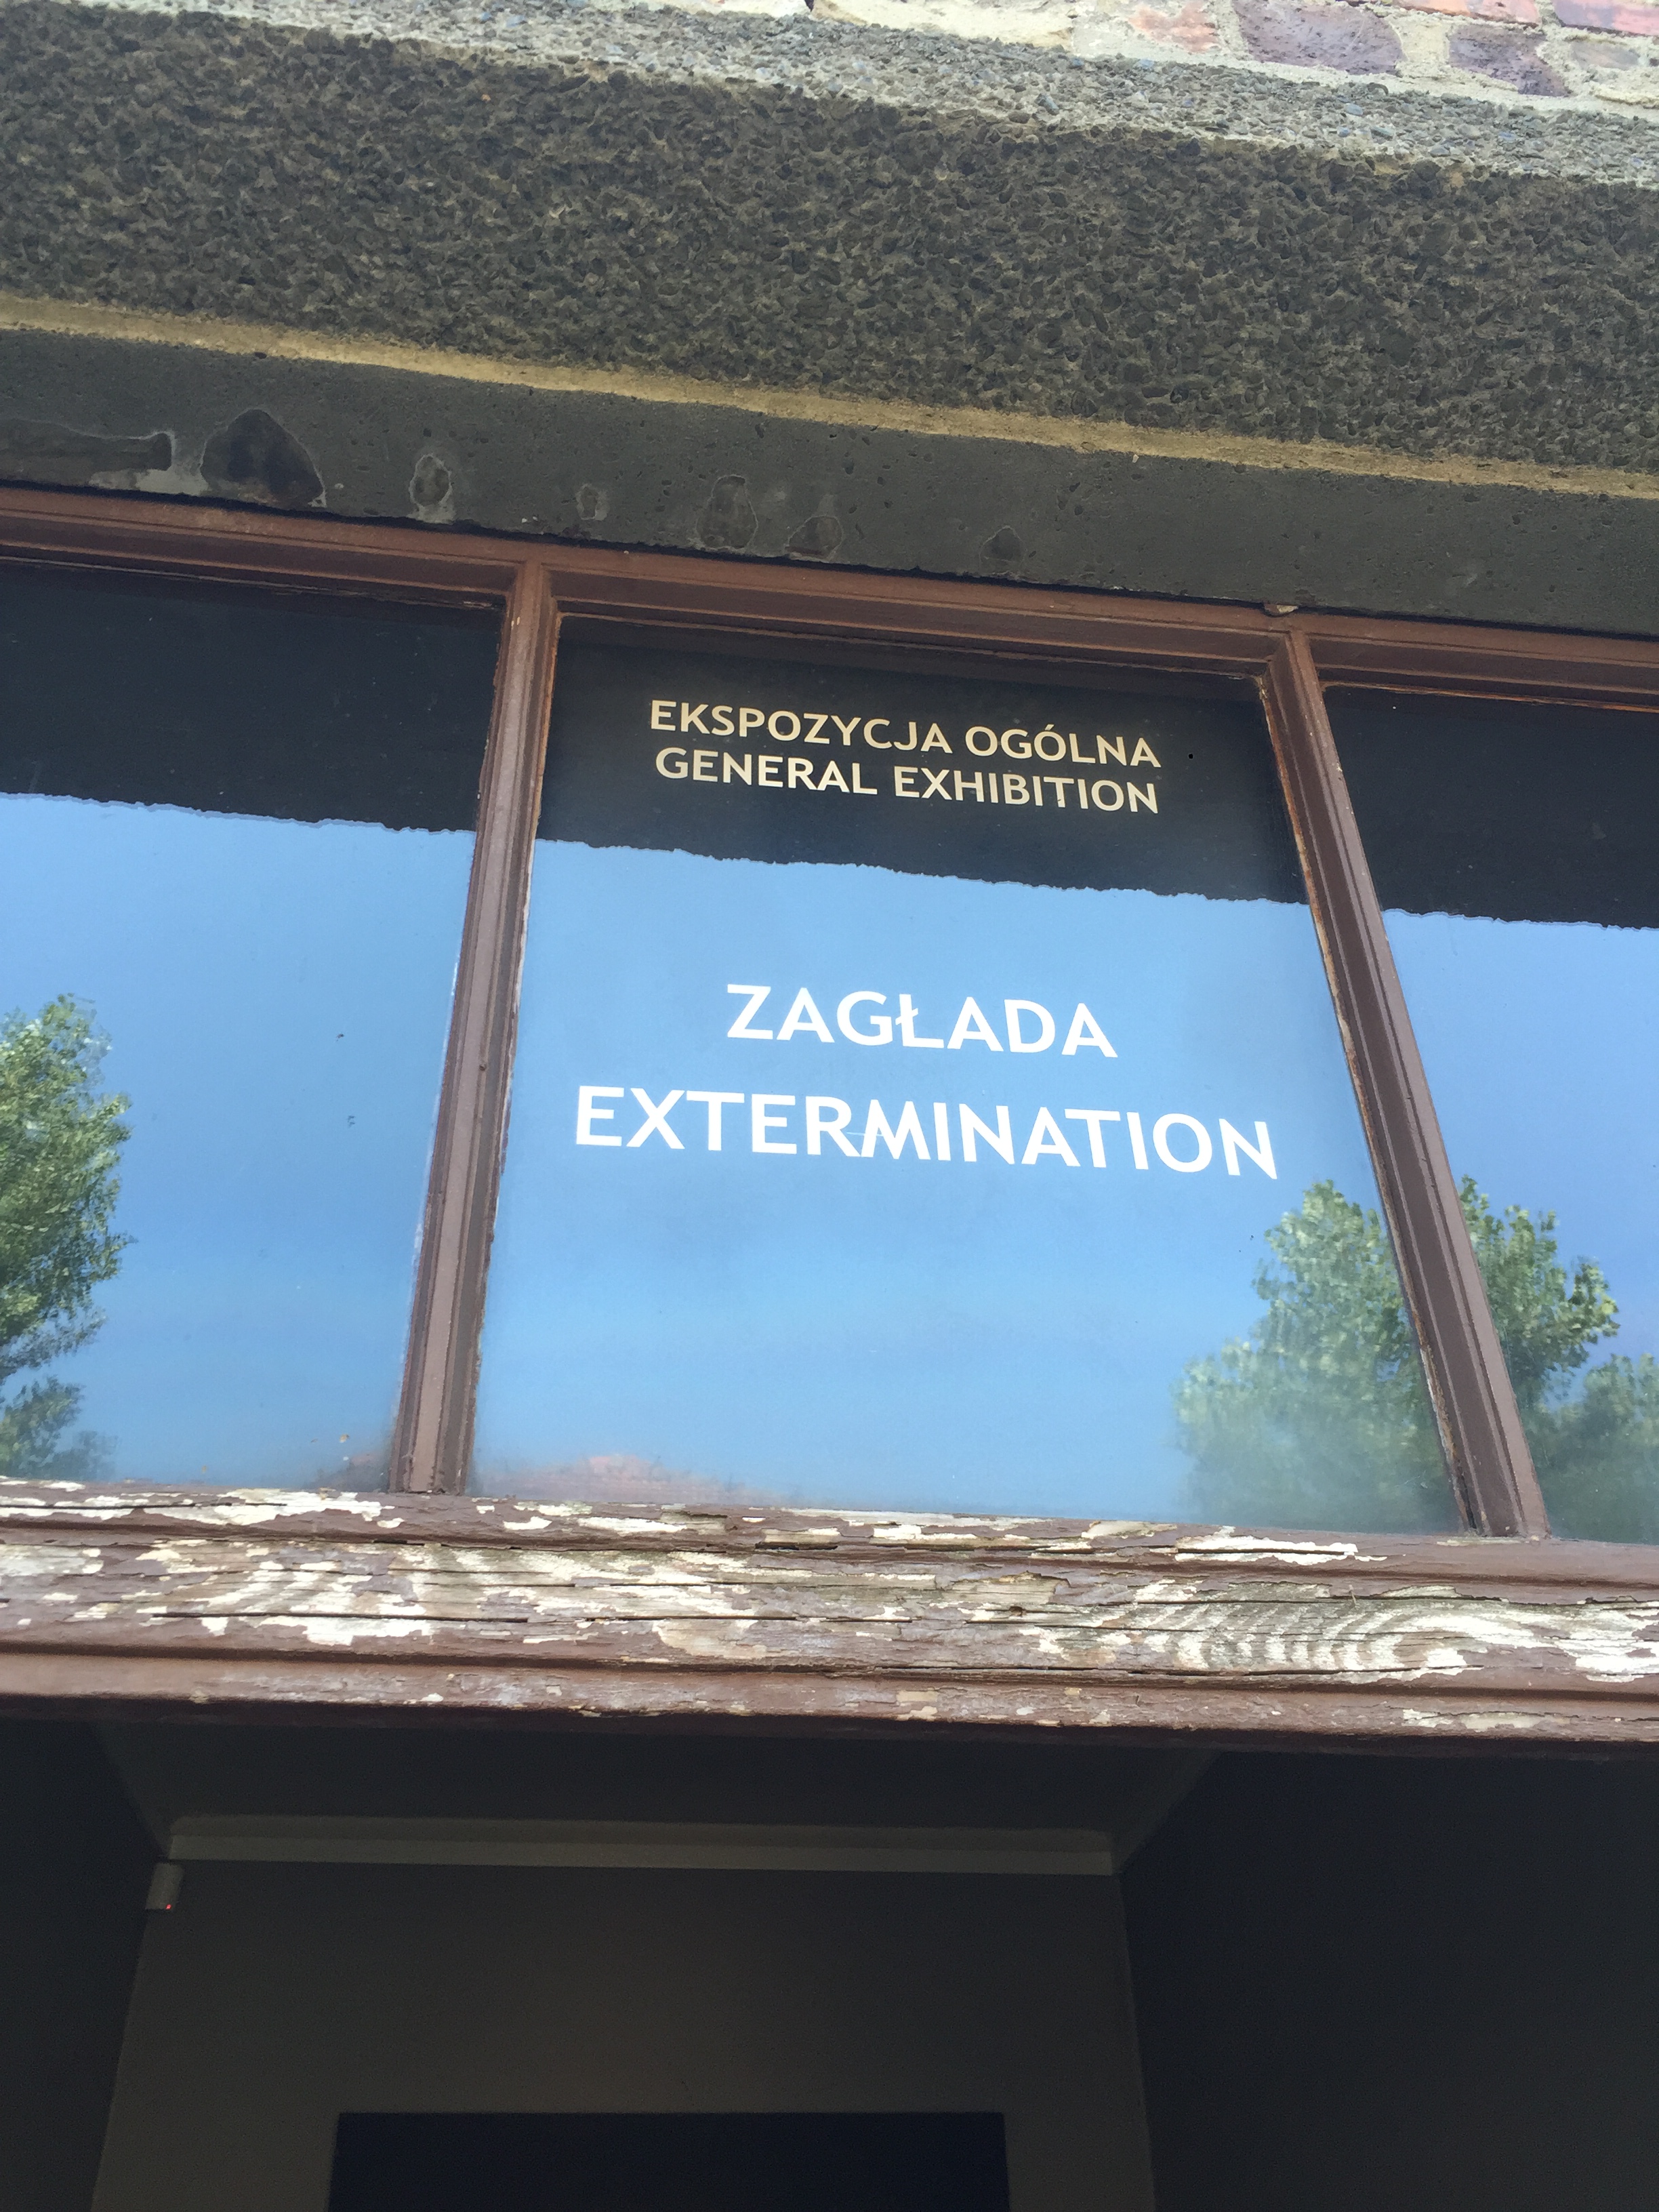 EKSPOZYCJA OGÓLNA
GENERAL EXHIBITION
ZAGŁADA
EXTERMINATION